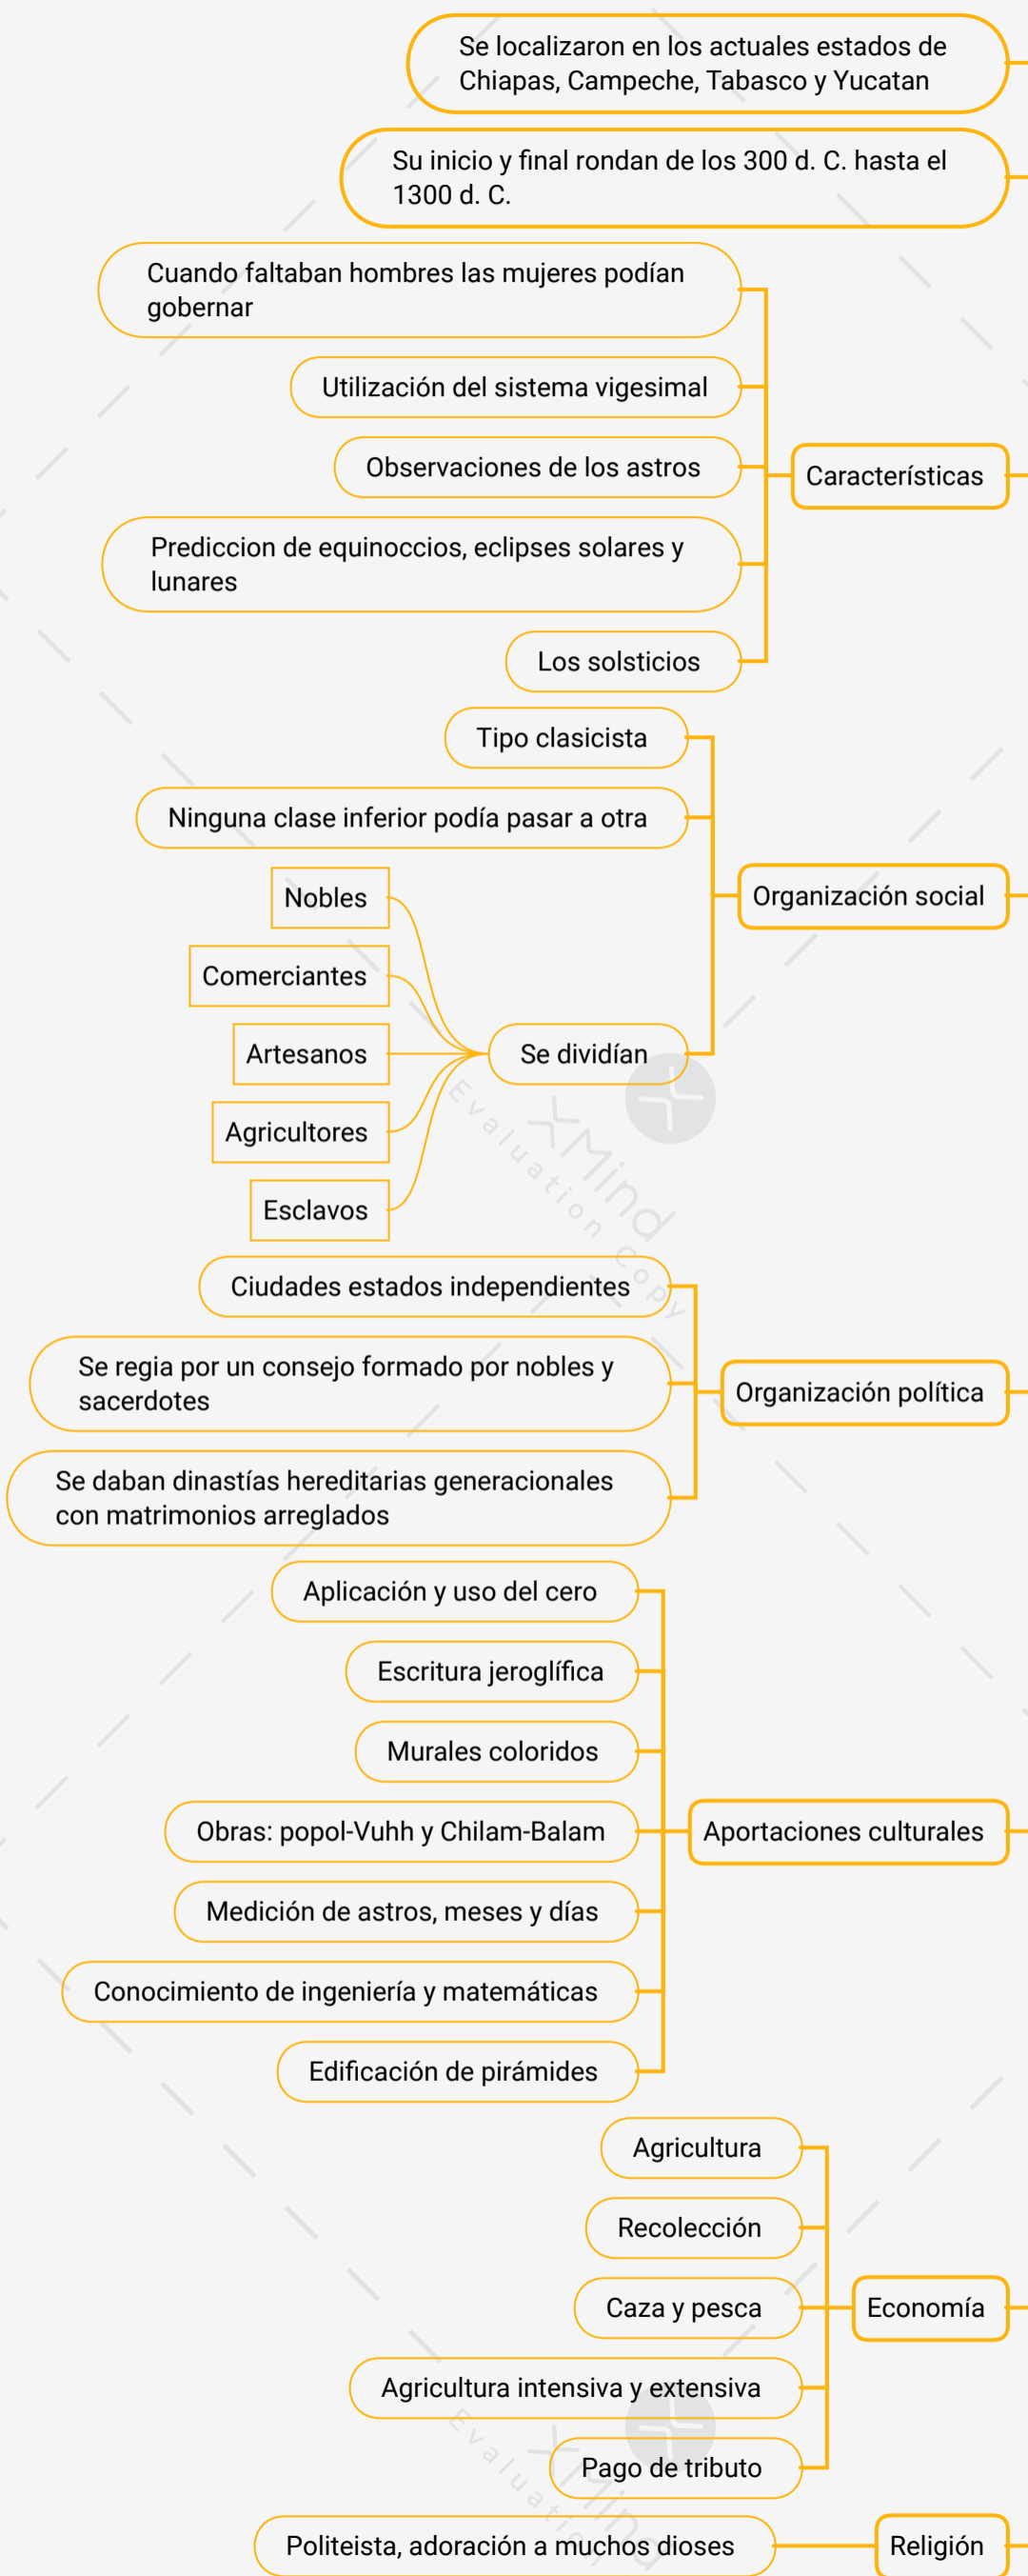 Se localizaron en los actuales estados de
Chiapas, Campeche, Tabasco y Yucatan
Su inicio y final rondan de los 300 d. C. hasta el
1300 d. C.
Cuando faltaban hombres las mujeres podían
gobernar
Utilización del sistema vigesimal
Observaciones de los astros
Prediccion de equinoccios, eclipses solares y
lunares
Los solsticios
Características
Tipo clasicista
Ninguna clase inferior podía pasar a otra
Nobles
Comerciantes
Artesanos
Agricultores
Esclavos
Se dividían
Organización social
Ciudades estados independientes
Se regia por un consejo formado por nobles y
sacerdotes
Se daban dinastías hereditarias generacionales
con matrimonios arreglados
Organización política
Aplicación y uso del cero
Escritura jeroglífica
Murales coloridos
Obras: popol-Vuhh y Chilam-Balam
Medición de astros, meses y días
Conocimiento de ingeniería y matemáticas
Edificación de pirámides
Aportaciones culturales
Agricultura
Recolección
Caza y pesca
Agricultura intensiva y extensiva
Pago de tributo
Economía
Politeista, adoración a muchos dioses
Religión
XMind
Evaluation Copy
XMind
Evaluation